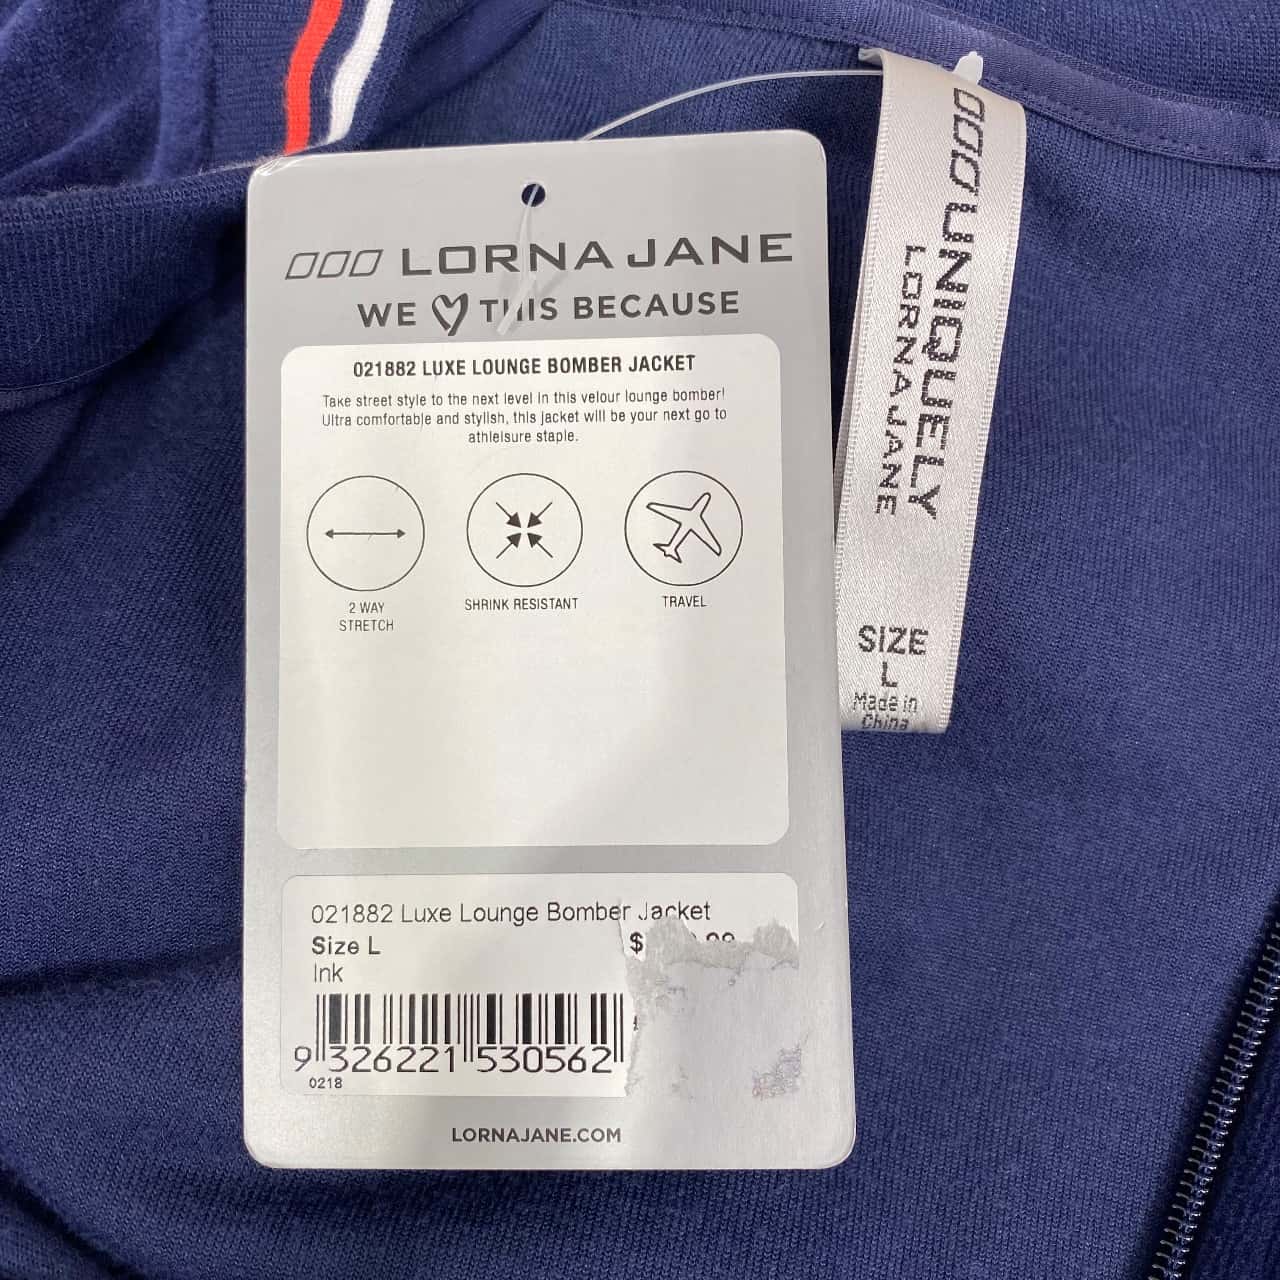 LORNA JANE
WE THIS BECAUSE
021882 LUXE LOUNGE BOMBER JACKET
Take street style to the next level in this velour lounge bomber!
Ultra comfortable and stylish, this jacket will be your next go to
athleisure staple.
2 WAY
STRETCH
SHRINK RESISTANT
TRAVEL
021882 Luxe Lounge Bomber Jacket
Size L
$
Ink
9 326221 530562
0218
LORNAJANE.COM
UNIQUELY
LORNA JANE
SIZE
L
Made in
China